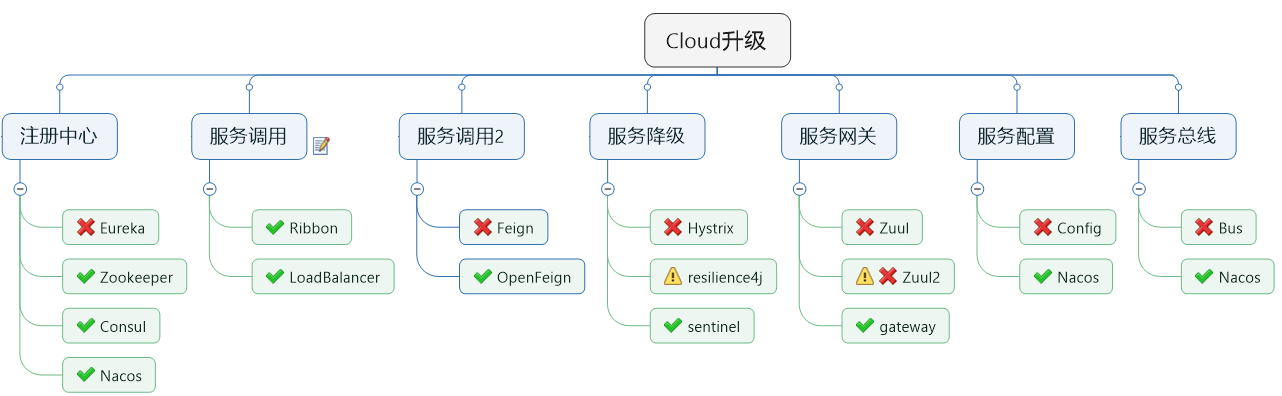 Cloud升级
注册中心
服务调用
服务调用2
服务降级
服务网关
服务配置
服务总线
Eureka
Zookeeper
Consul
Nacos
Ribbon
LoadBalancer
Feign
OpenFeign
Hystrix
resilience4j
sentinel
Zuul
Zuul2
gateway
Config
Nacos
Bus
Nacos